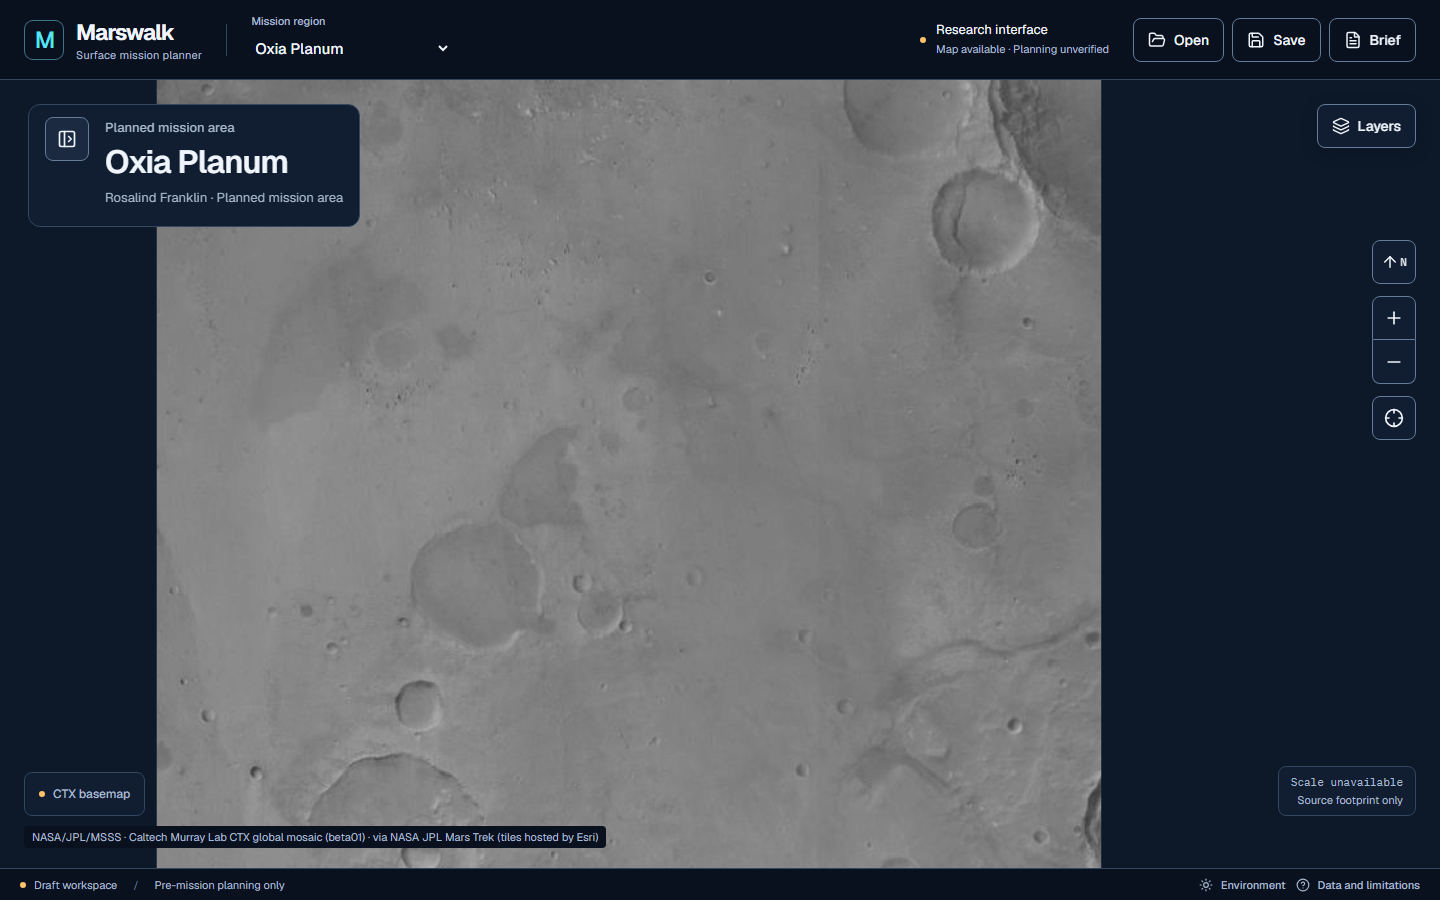 M
Marswalk
Surface mission planner
Mission region
Oxia Planum
Research interface
Map available · Planning unverified
Open
Save
Brief
Planned mission area
Oxia Planum
Rosalind Franklin · Planned mission area
Layers
N
CTX basemap
Scale unavailable
Source footprint only
NASA/JPL/MSSS · Caltech Murray Lab CTX global mosaic (beta01) · via NASA JPL Mars Trek (tiles hosted by Esri)
Draft workspace / Pre-mission planning only
Environment
Data and limitations